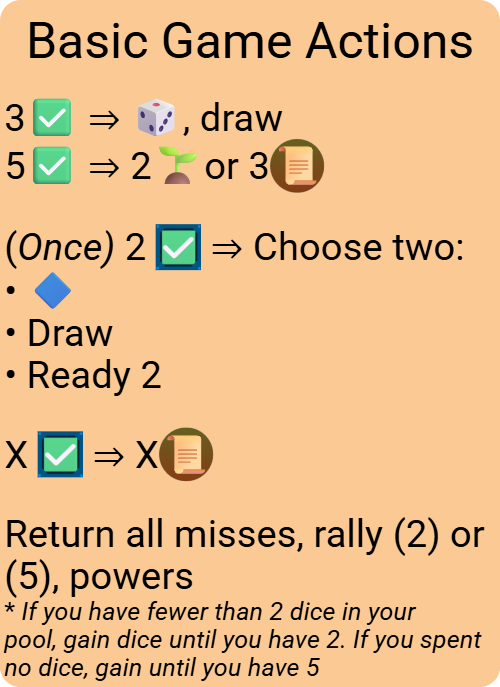 Basic Game Actions
3 ✅ ⇒ 🎲, draw
5 ✅ ⇒ 2 🌱 or 3 📜
(Once) 2 ✅ ⇒ Choose two:
• 🔷
• Draw
• Ready 2
X ✅ ⇒ X 📜
Return all misses, rally (2) or
(5), powers
* If you have fewer than 2 dice in your
pool, gain dice until you have 2. If you spent
no dice, gain until you have 5